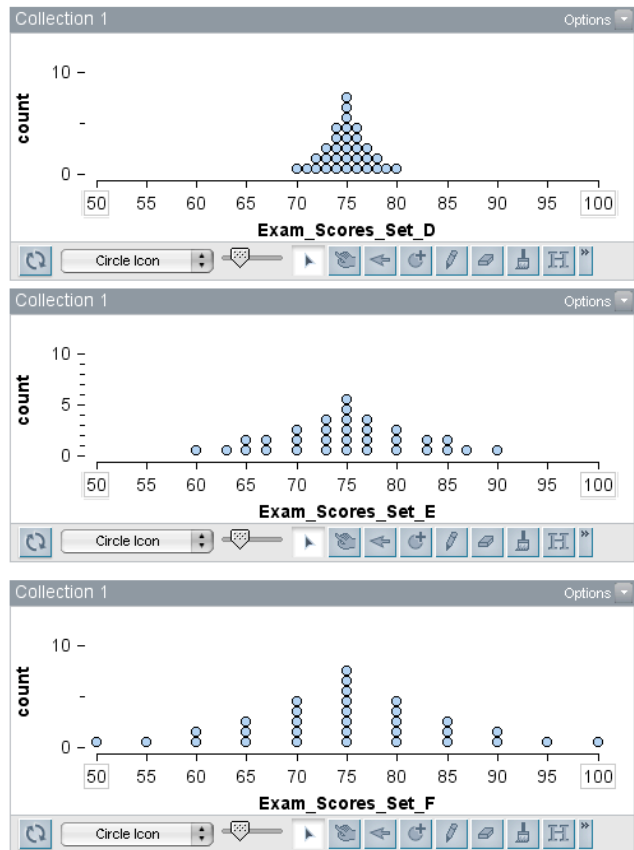 Collection 1 Options
10
count
0
50 55 60 65 70 75 80 85 90 95 100
Exam_Scores_Set_D
Circle Icon »
Collection 1 Options
10
5
count
0
50 55 60 65 70 75 80 85 90 95 100
Exam_Scores_Set_E
Circle Icon »
Collection 1 Options
10
count
0
50 55 60 65 70 75 80 85 90 95 100
Exam_Scores_Set_F
Circle Icon »